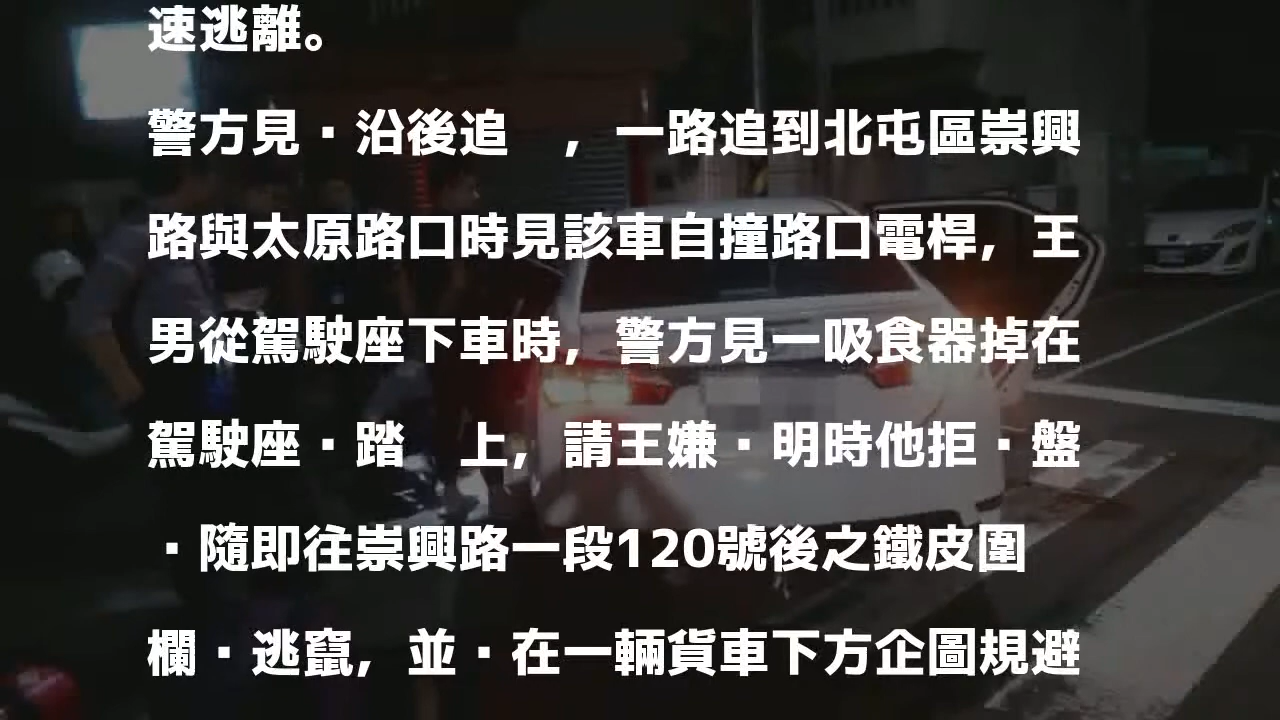 速逃離。
警方見·沿後追　，一路追到北屯區崇興
路與太原路口時見該車自撞路口電桿，王
男從駕駛座下車時，警方見一吸食器掉在
駕駛座·踏　上，請王嫌·明時他拒·盤
·隨即往崇興路一段120號後之鐵皮圍
欄·逃竄，並·在一輛貨車下方企圖規避